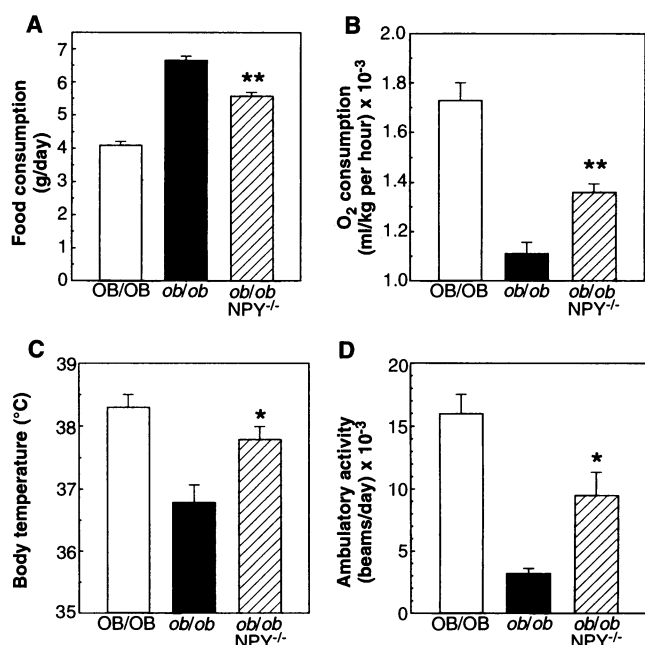 A
Food consumption
(g/day)
7
6
5
4
3
2
1
0
**
OB/OB
ob/ob
ob/ob
NPY-/-
B
O2 consumption
(ml/kg per hour) x 10-3
2.0
1.8
1.6
1.4
1.2
1.0
**
OB/OB
ob/ob
ob/ob
NPY-/-
C
Body temperature (°C)
39
38
37
36
35
*
OB/OB
ob/ob
ob/ob
NPY-/-
D
Ambulatory activity
(beams/day) x 10-3
20
15
10
5
0
*
OB/OB
ob/ob
ob/ob
NPY-/-